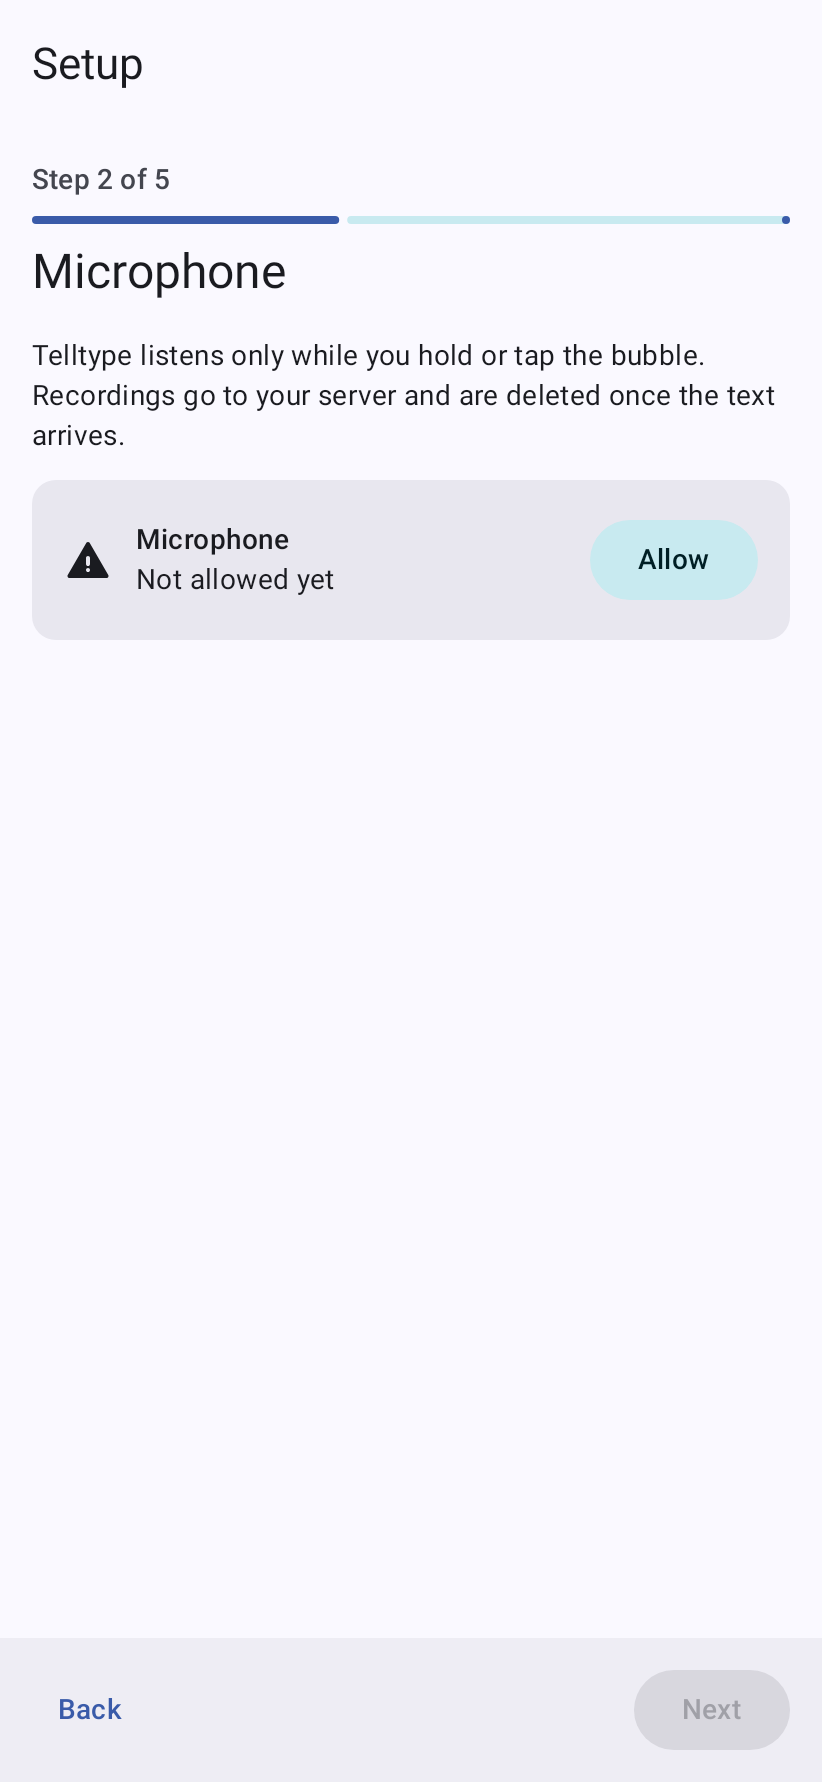 Setup
Step 2 of 5
Microphone
Telltype listens only while you hold or tap the bubble.
Recordings go to your server and are deleted once the text
arrives.
Microphone
Not allowed yet
Allow
Back
Next